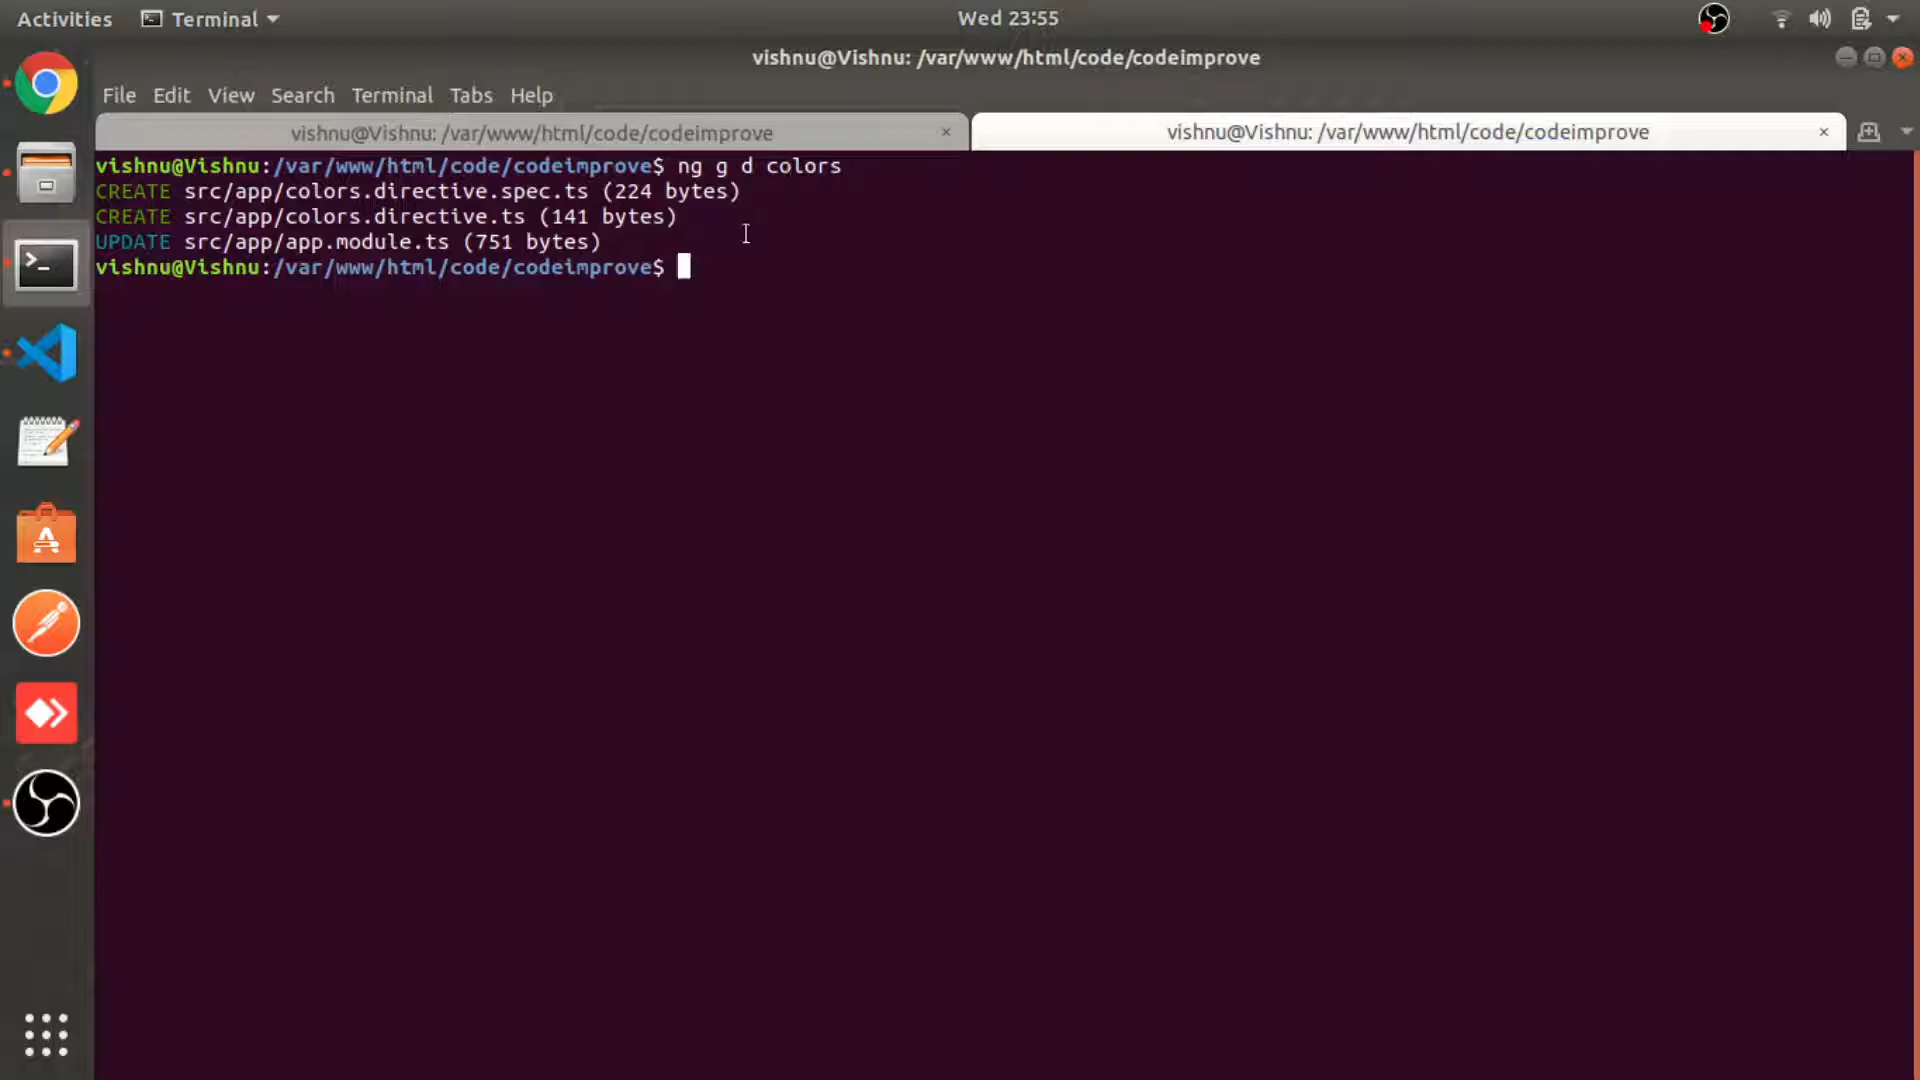 Activities Terminal Wed 23:55
vishnu@Vishnu: /var/www/html/code/codeimprove
File Edit View Search Terminal Tabs Help
vishnu@Vishnu: /var/www/html/code/codeimprove × vishnu@Vishnu: /var/www/html/code/codeimprove ×
vishnu@Vishnu:/var/www/html/code/codeimprove$ ng g d colors
CREATE src/app/colors.directive.spec.ts (224 bytes)
CREATE src/app/colors.directive.ts (141 bytes)
UPDATE src/app/app.module.ts (751 bytes)
vishnu@Vishnu:/var/www/html/code/codeimprove$